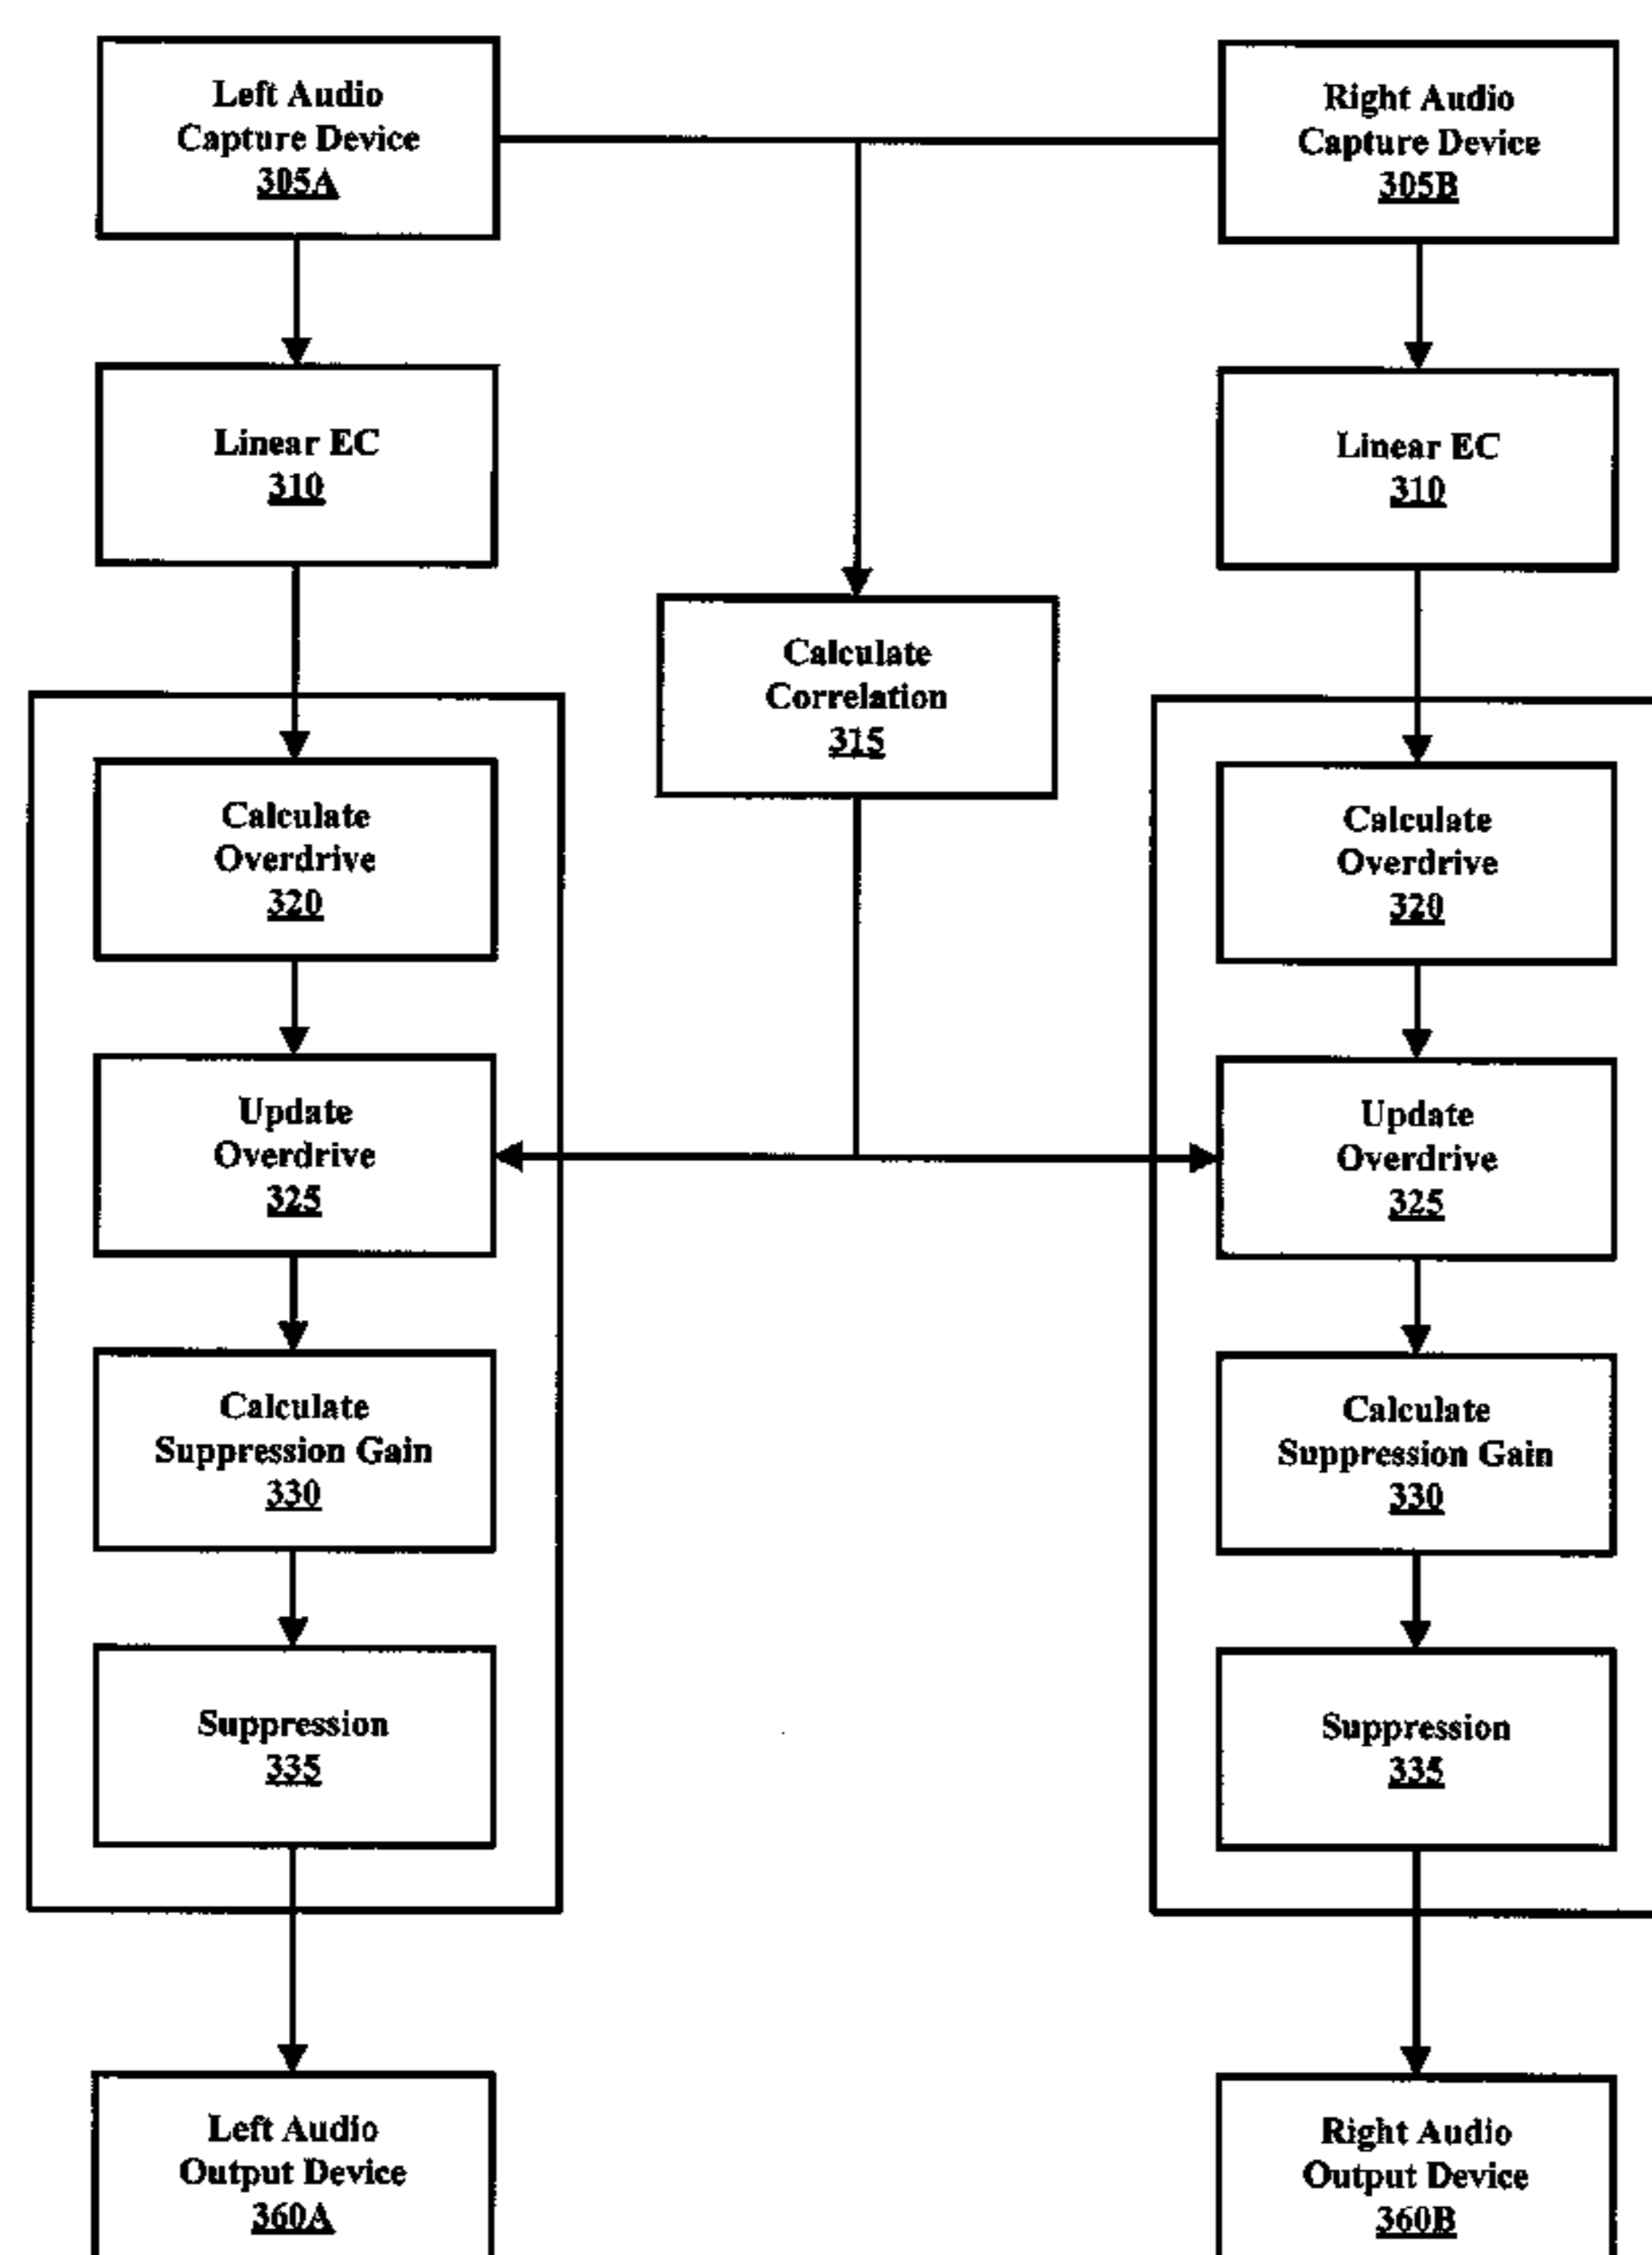 Left Audio
Capture Device
305A
Right Audio
Capture Device
305B
Linear EC
310
Linear EC
310
Calculate
Correlation
315
Calculate
Overdrive
320
Calculate
Overdrive
320
Update
Overdrive
325
Update
Overdrive
325
Calculate
Suppression Gain
330
Calculate
Suppression Gain
330
Suppression
335
Suppression
335
Left Audio
Output Device
360A
Right Audio
Output Device
360B